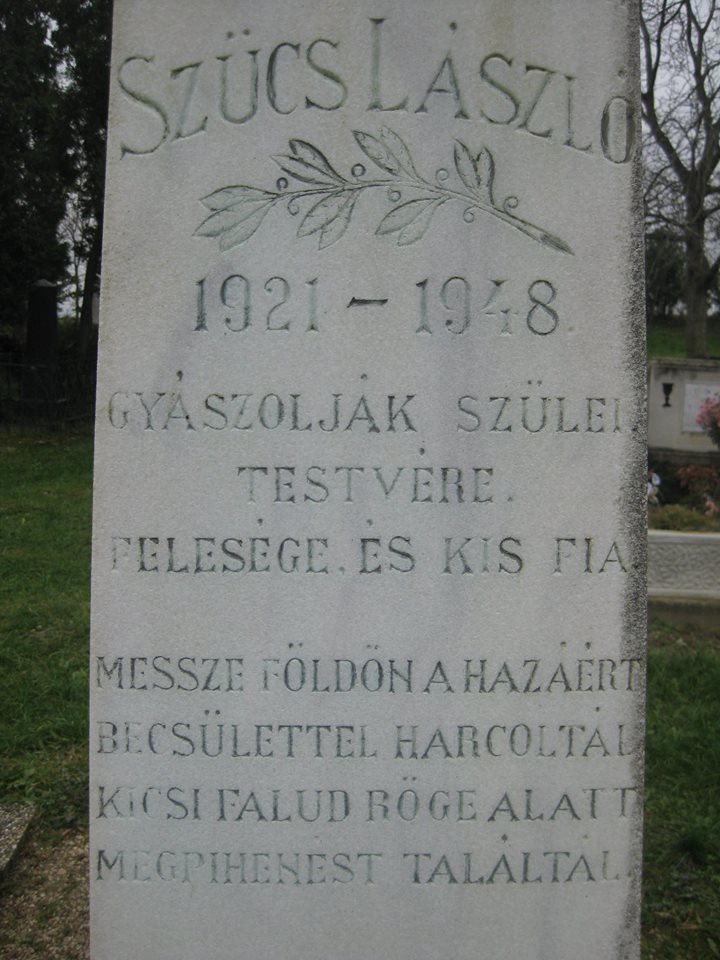 SZÜCS LÁSZLÓ
1921 – 1948.
GYÁSZOLJÁK SZÜLEI.
TESTVÉRE.
FELESÉGE. ÉS KIS FIA.
MESSZE FÖLDÖN A HAZÁÉRT
BECSÜLETTEL HARCOLTÁL
KICSI FALUD RÖGE ALATT
MEGPIHENÉST TALÁLTÁL.